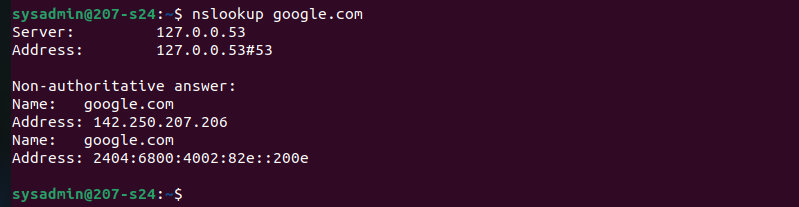 sysadmin@207-s24:~$ nslookup google.com
Server:         127.0.0.53
Address:        127.0.0.53#53

Non-authoritative answer:
Name:   google.com
Address: 142.250.207.206
Name:   google.com
Address: 2404:6800:4002:82e::200e

sysadmin@207-s24:~$